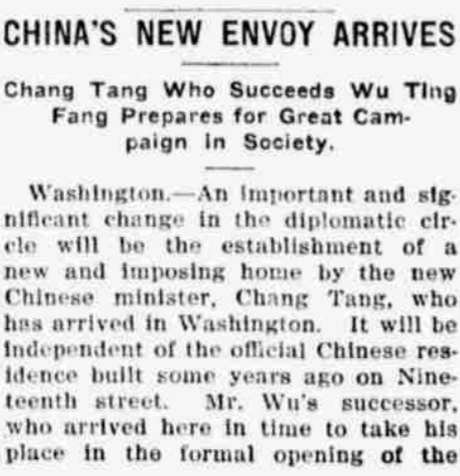 CHINA'S NEW ENVOY ARRIVES
Chang Tang Who Succeeds Wu Ting
Fang Prepares for Great Cam-
paign in Society.
Washington.—An important and sig-
nificant change in the diplomatic cir-
cle will be the establishment of a
new and imposing home by the new
Chinese minister, Chang Tang, who
has arrived in Washington. It will be
independent of the official Chinese res-
idence built some years ago on Nine-
teenth street. Mr. Wu's successor,
who arrived here in time to take his
place in the formal opening of the